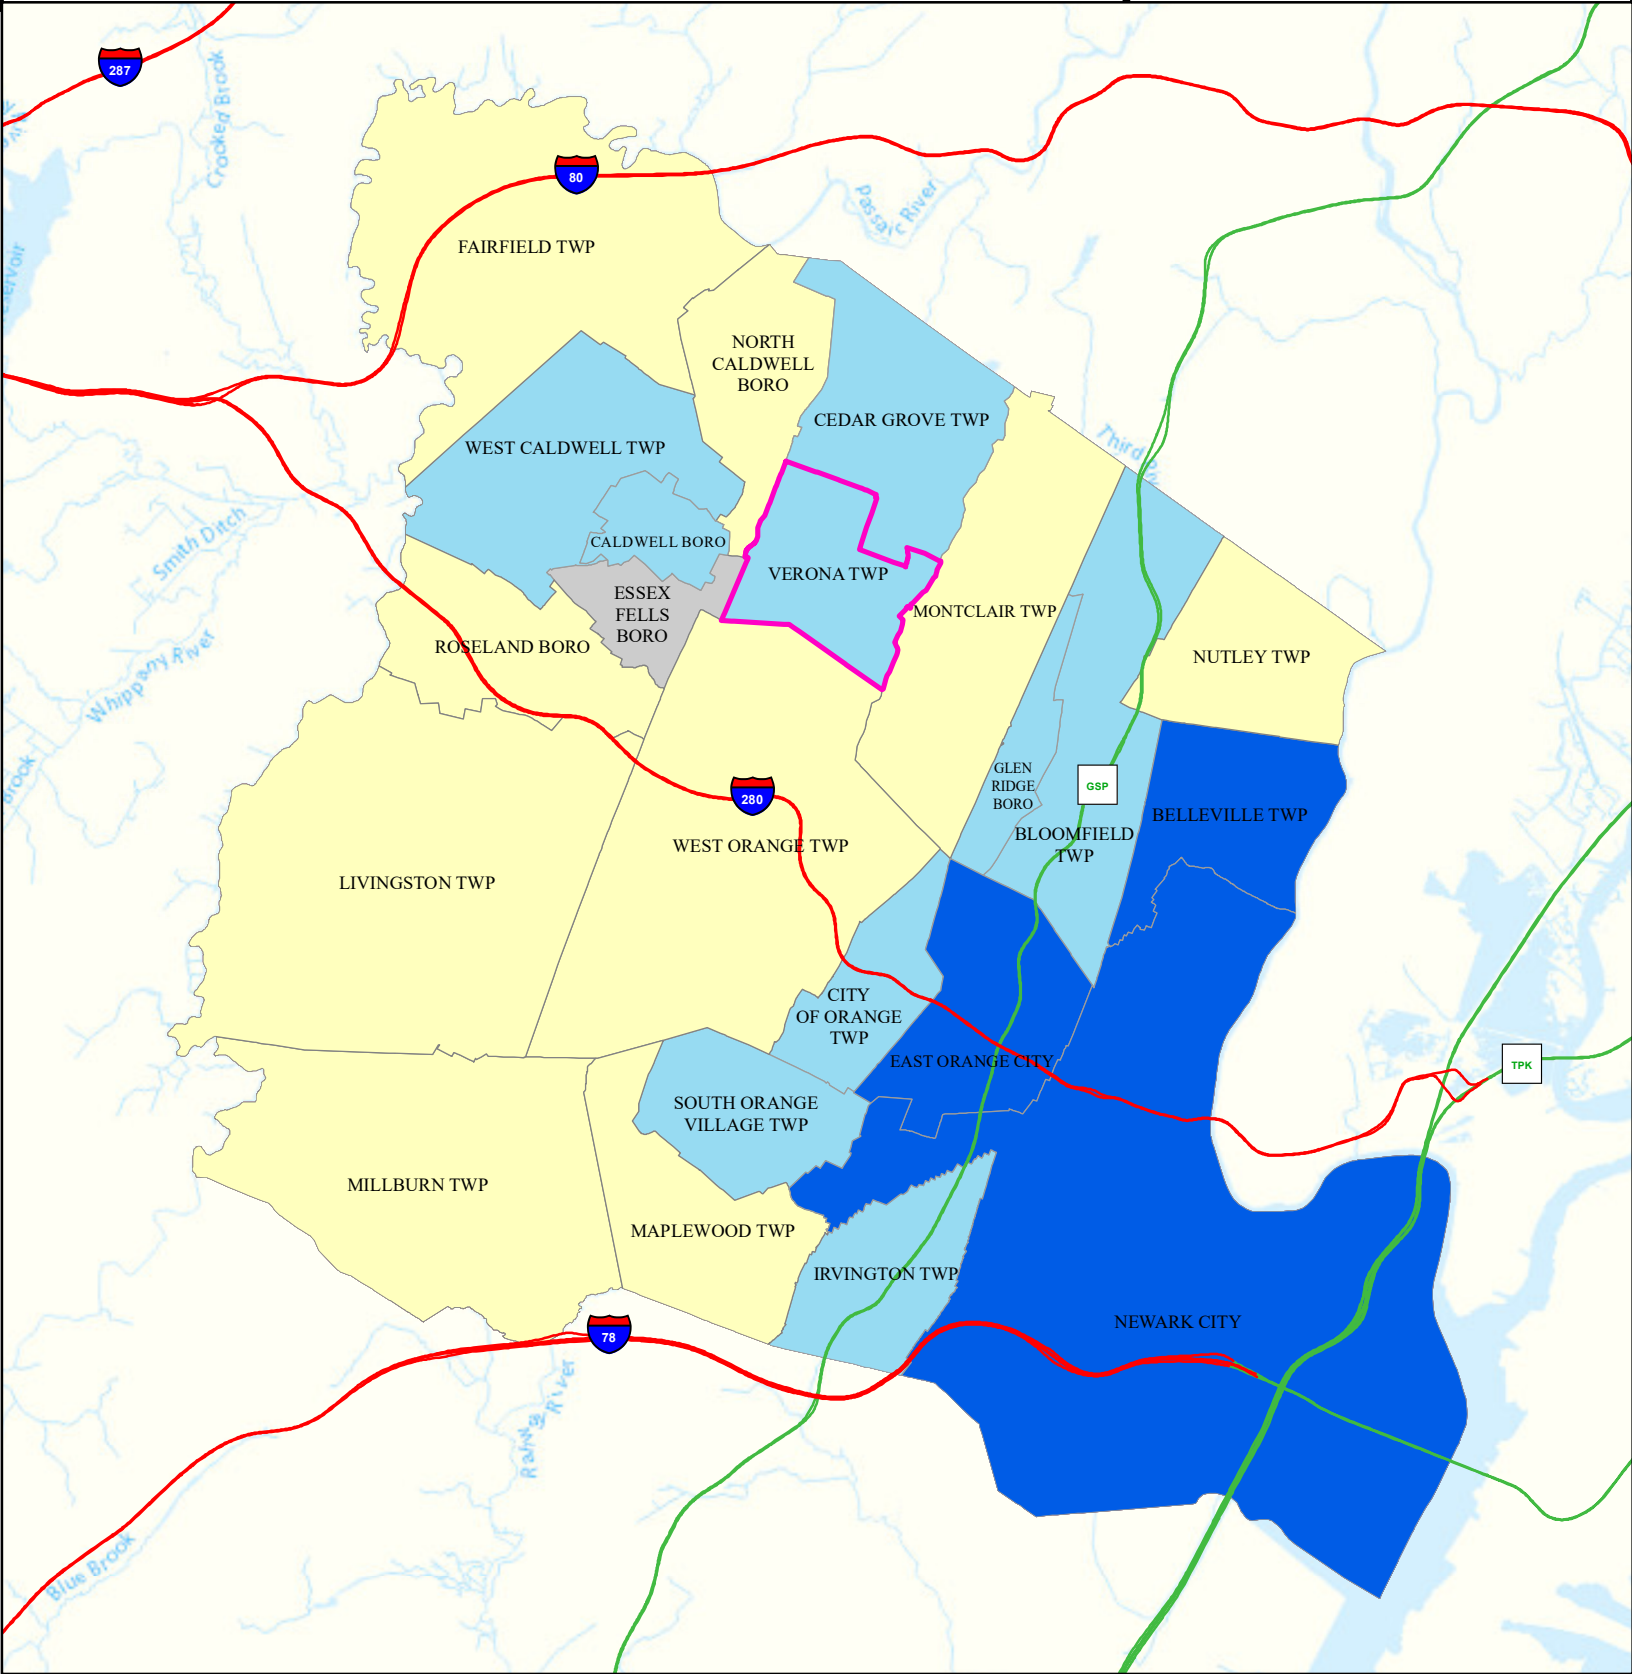 287
Crooked Brook
80
Passaic River
FAIRFIELD TWP
NORTH
CALDWELL
BORO
CEDAR GROVE TWP
WEST CALDWELL TWP
Smith Ditch
CALDWELL BORO
VERONA TWP
ESSEX
FELLS
BORO
MONTCLAIR TWP
ROSELAND BORO
NUTLEY TWP
Whippany River
Brook
GLEN
RIDGE
BORO
GSP
280
BELLEVILLE TWP
BLOOMFIELD
TWP
WEST ORANGE TWP
LIVINGSTON TWP
CITY
OF ORANGE
TWP
EAST ORANGE CITY
TPK
SOUTH ORANGE
VILLAGE TWP
MILLBURN TWP
MAPLEWOOD TWP
IRVINGTON TWP
NEWARK CITY
78
River
Blue Brook
Third